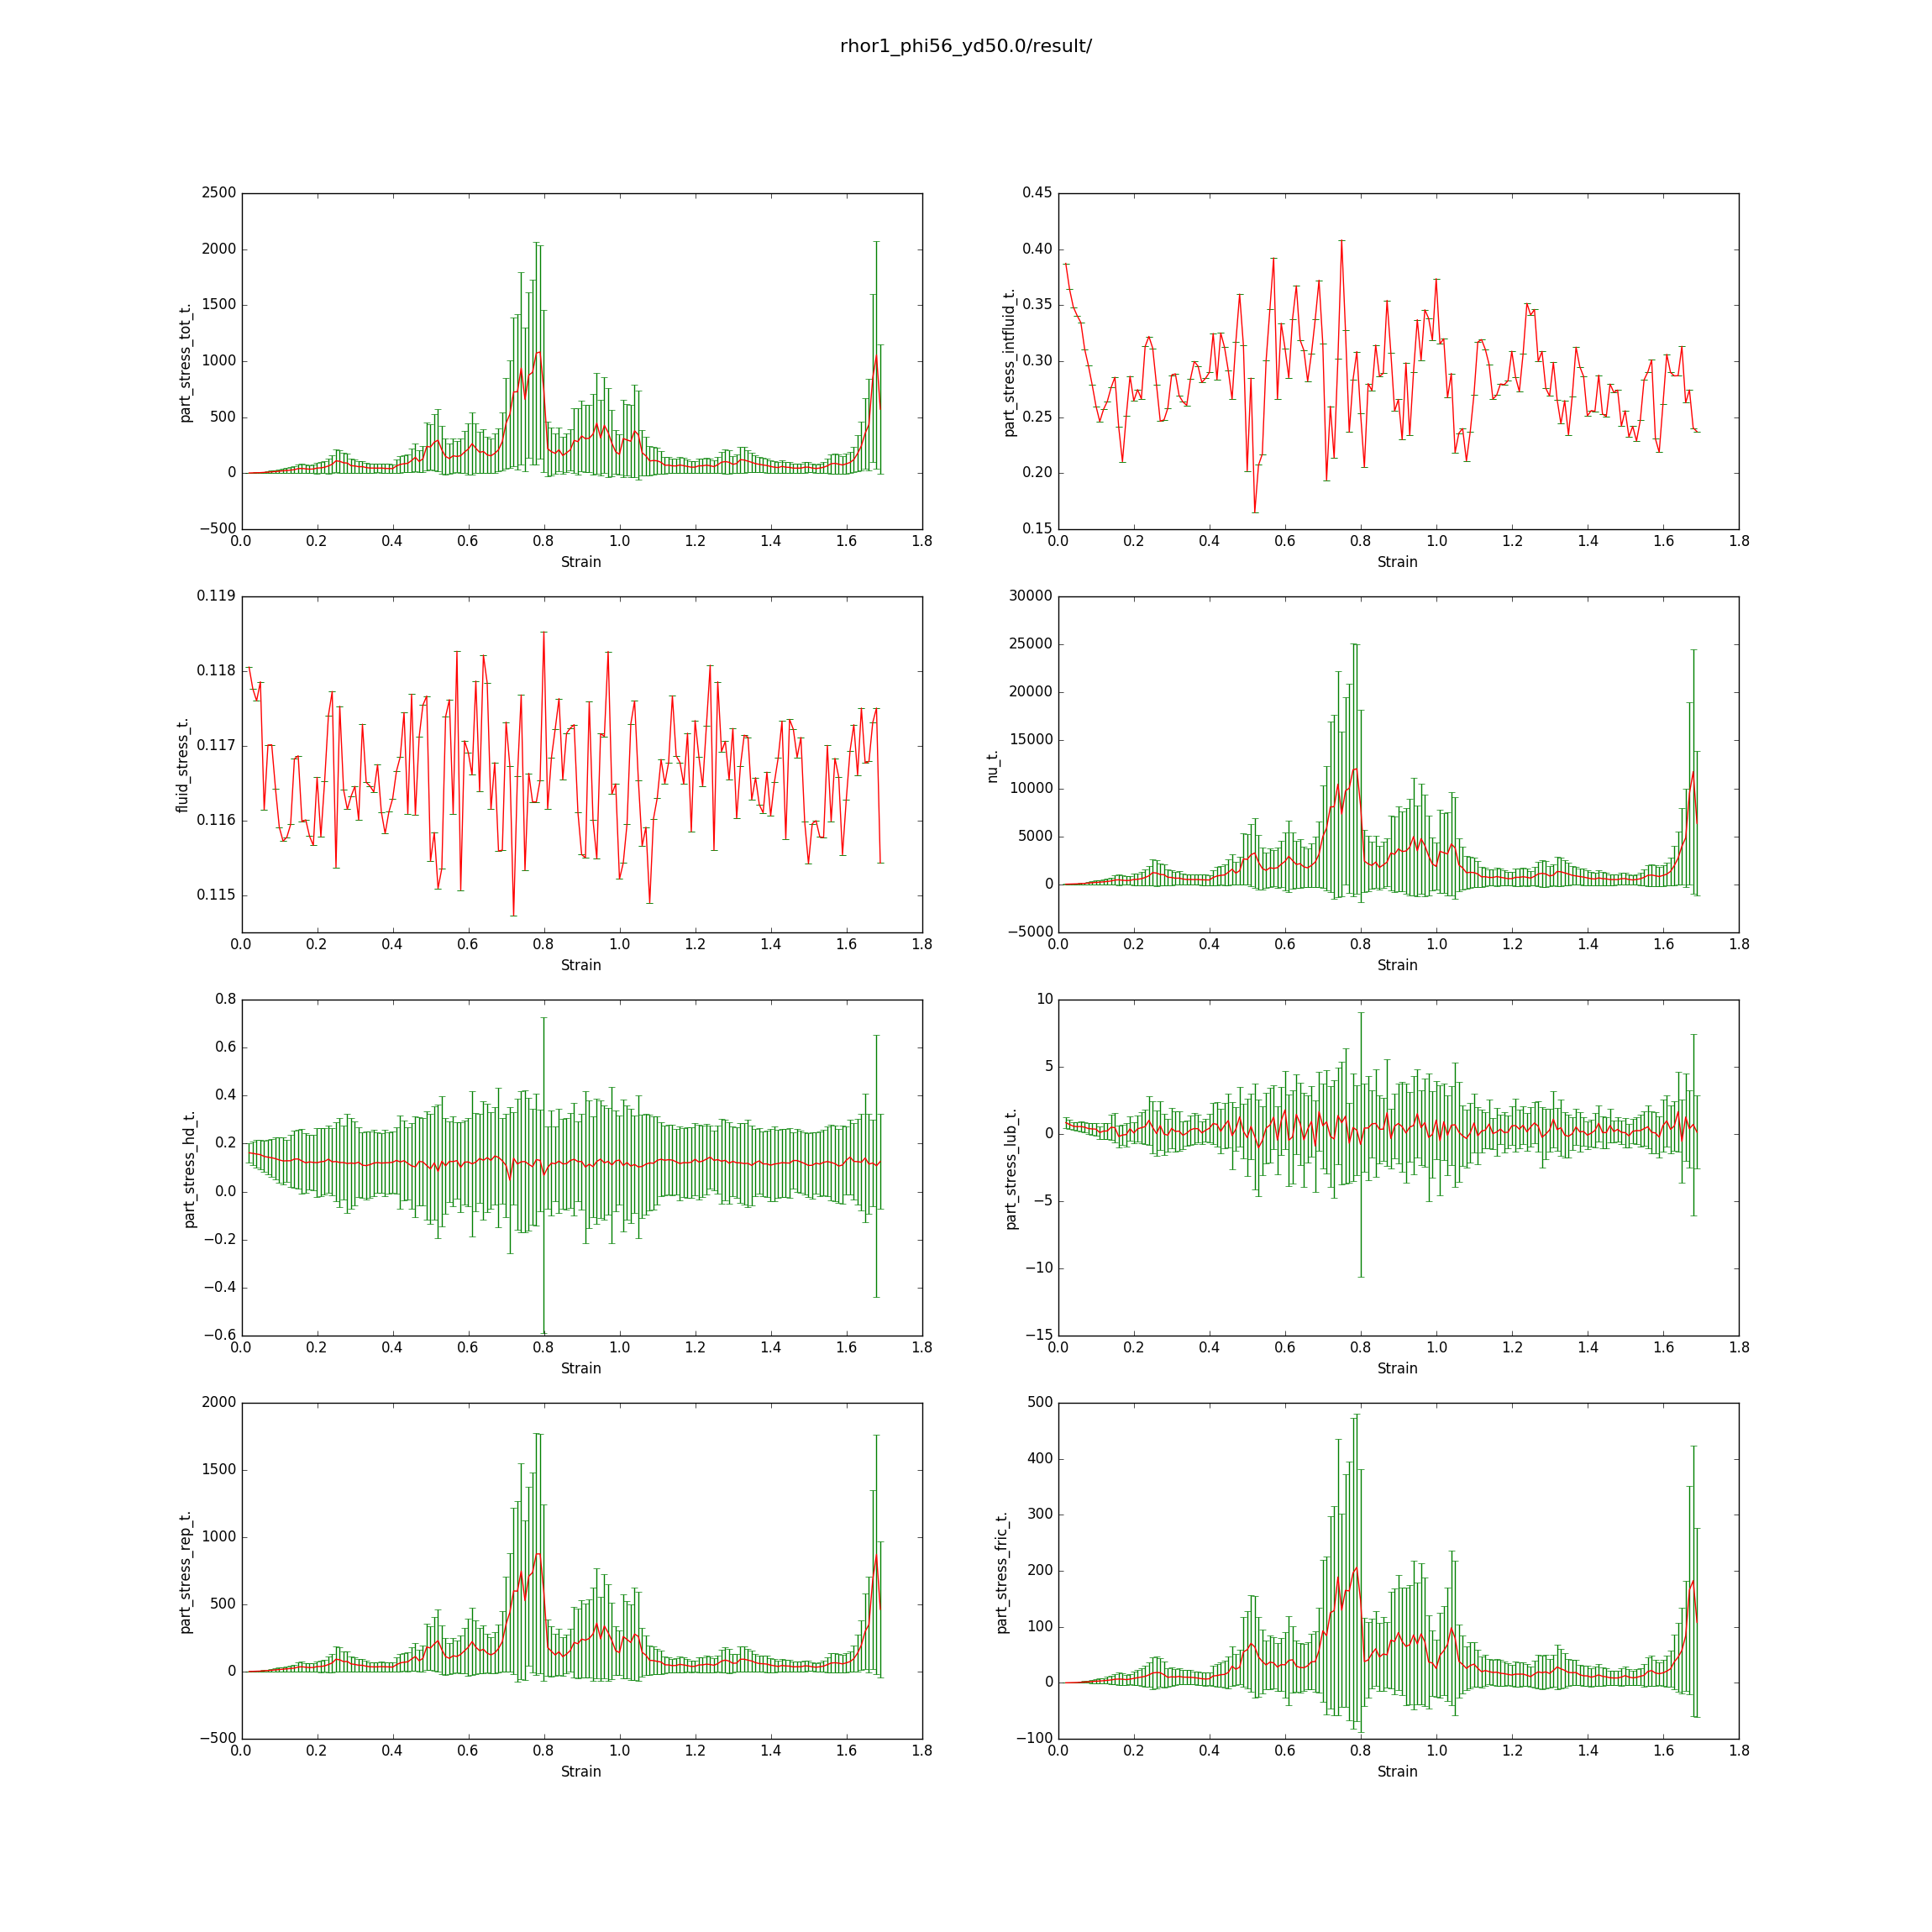 rhor1_phi56_yd50.0/result/
2500
2000
1500
1000
500
0
−500
part_stress_tot_t.
0.0 0.2 0.4 0.6 0.8 1.0 1.2 1.4 1.6 1.8
Strain
0.45
0.40
0.35
0.30
0.25
0.20
0.15
part_stress_intfluid_t.
0.0 0.2 0.4 0.6 0.8 1.0 1.2 1.4 1.6 1.8
Strain
0.119
0.118
0.117
0.116
0.115
fluid_stress_t.
0.0 0.2 0.4 0.6 0.8 1.0 1.2 1.4 1.6 1.8
Strain
30000
25000
20000
15000
10000
5000
0
−5000
nu_t.
0.0 0.2 0.4 0.6 0.8 1.0 1.2 1.4 1.6 1.8
Strain
0.8
0.6
0.4
0.2
0.0
−0.2
−0.4
−0.6
part_stress_hd_t.
0.0 0.2 0.4 0.6 0.8 1.0 1.2 1.4 1.6 1.8
Strain
10
5
0
−5
−10
−15
part_stress_lub_t.
0.0 0.2 0.4 0.6 0.8 1.0 1.2 1.4 1.6 1.8
Strain
2000
1500
1000
500
0
−500
part_stress_rep_t.
0.0 0.2 0.4 0.6 0.8 1.0 1.2 1.4 1.6 1.8
Strain
500
400
300
200
100
0
−100
part_stress_fric_t.
0.0 0.2 0.4 0.6 0.8 1.0 1.2 1.4 1.6 1.8
Strain